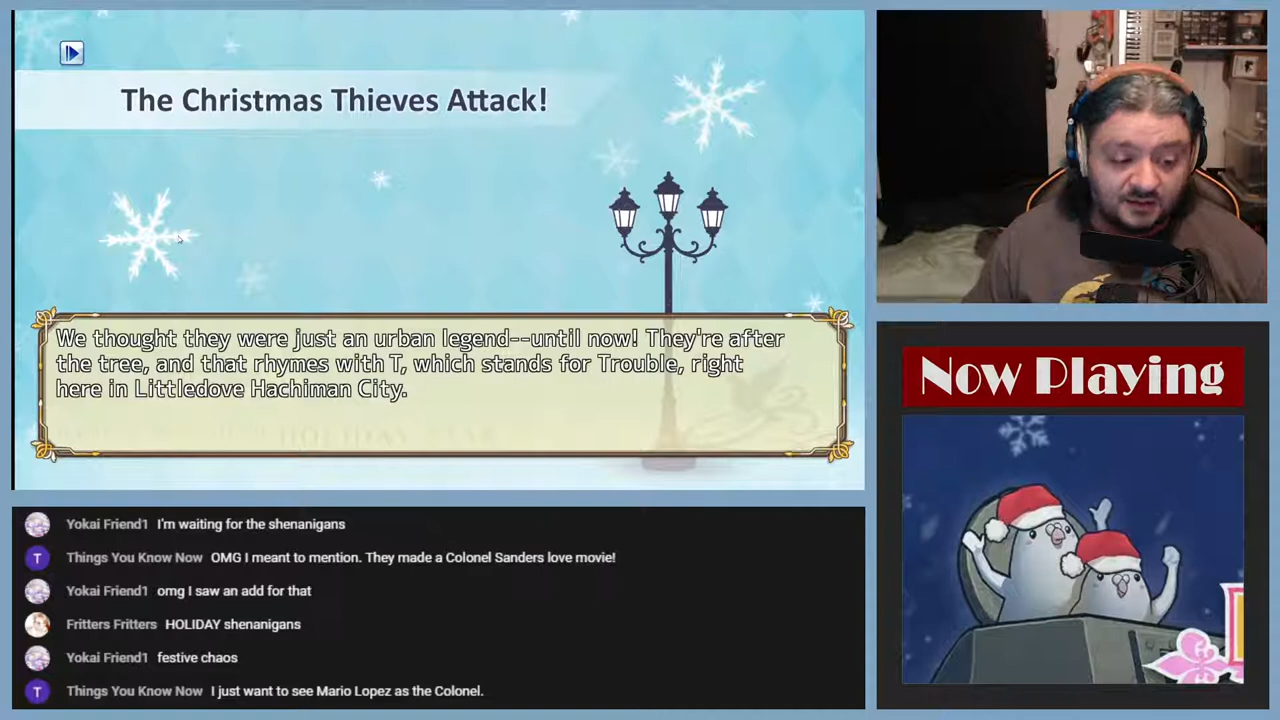 The Christmas Thieves Attack!
We thought they were just an urban legend--until now! They're after
the tree, and that rhymes with T, which stands for Trouble, right
here in Littledove Hachiman City.
Now Playing
Yokai Friend1 I'm waiting for the shenanigans
T Things You Know Now OMG I meant to mention. They made a Colonel Sanders love movie!
Yokai Friend1 omg I saw an add for that
Fritters Fritters HOLIDAY shenanigans
Yokai Friend1 festive chaos
T Things You Know Now I just want to see Mario Lopez as the Colonel.